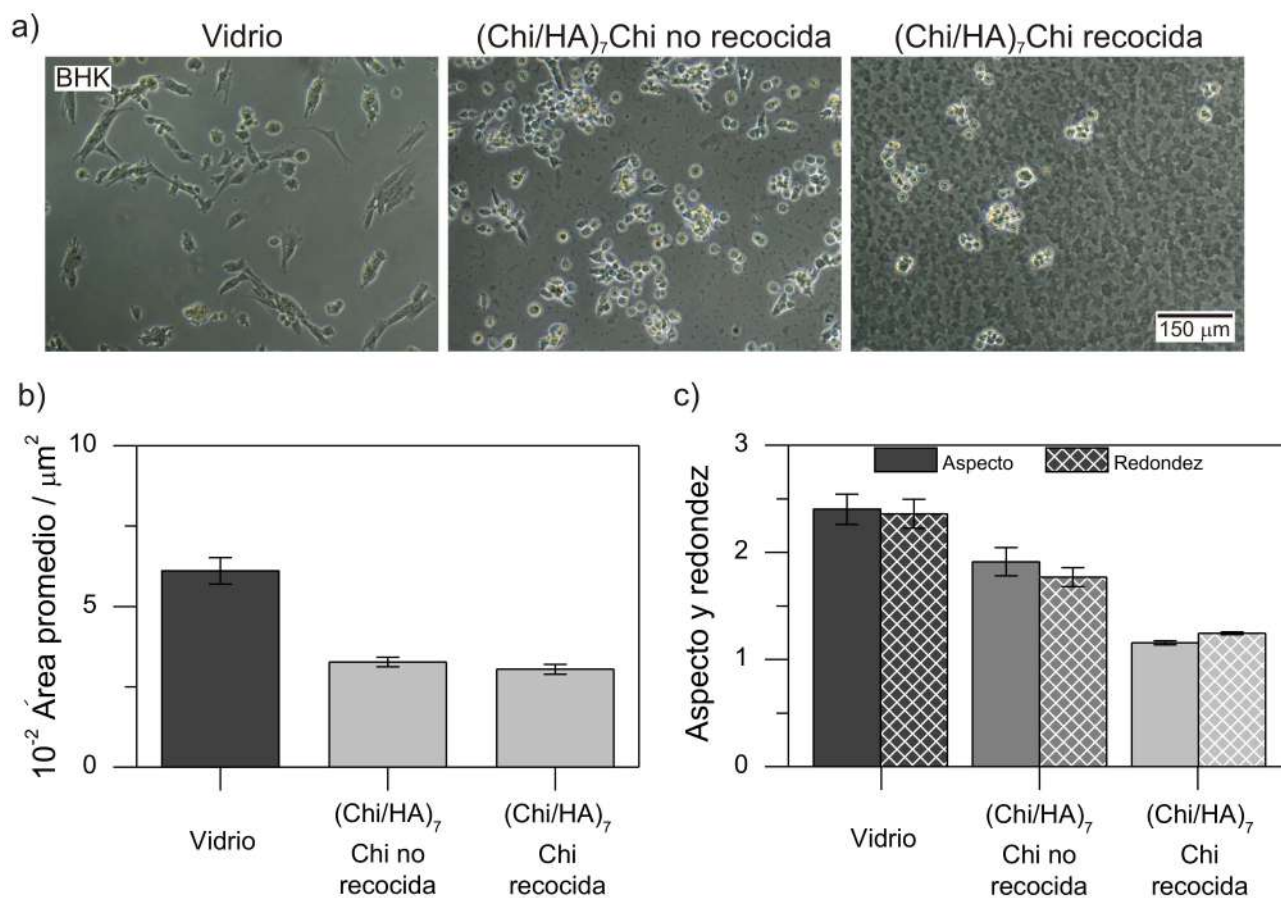 a)
Vidrio
(Chi/HA)₇Chi no recocida
(Chi/HA)₇Chi recocida
BHK
150 μm
b)
10⁻² Área promedio / μm²
10
5
0
Vidrio
(Chi/HA)₇
Chi no
recocida
(Chi/HA)₇
Chi
recocida
c)
Aspecto y redondez
3
2
1
0
Aspecto
Redondez
Vidrio
(Chi/HA)₇
Chi no
recocida
(Chi/HA)₇
Chi
recocida